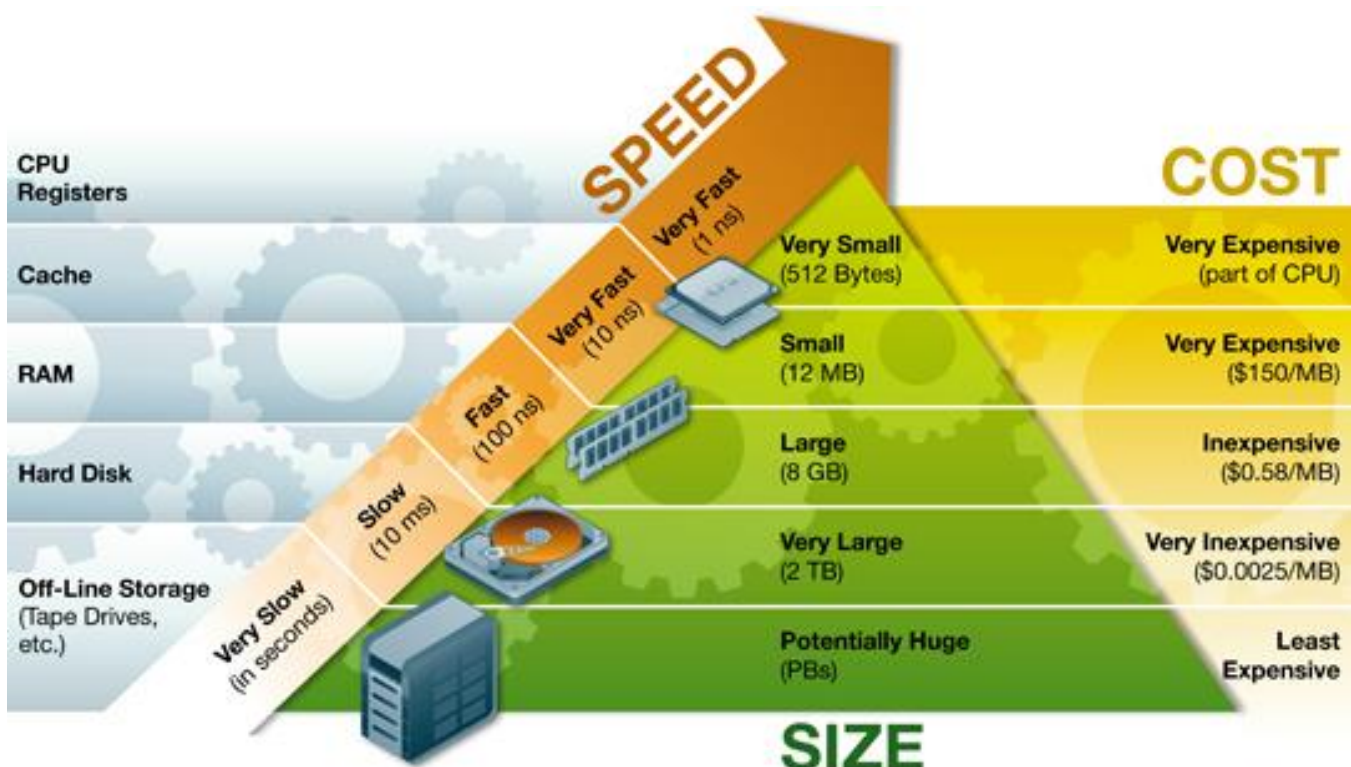 SPEED
COST
CPU
Registers
Cache
RAM
Hard Disk
Off-Line Storage
(Tape Drives,
etc.)
Very Fast
(1 ns)
Very Fast
(10 ns)
Fast
(100 ns)
Slow
(10 ms)
Very Slow
(in seconds)
Very Small
(512 Bytes)
Small
(12 MB)
Large
(8 GB)
Very Large
(2 TB)
Potentially Huge
(PBs)
Very Expensive
(part of CPU)
Very Expensive
($150/MB)
Inexpensive
($0.58/MB)
Very Inexpensive
($0.0025/MB)
Least
Expensive
SIZE